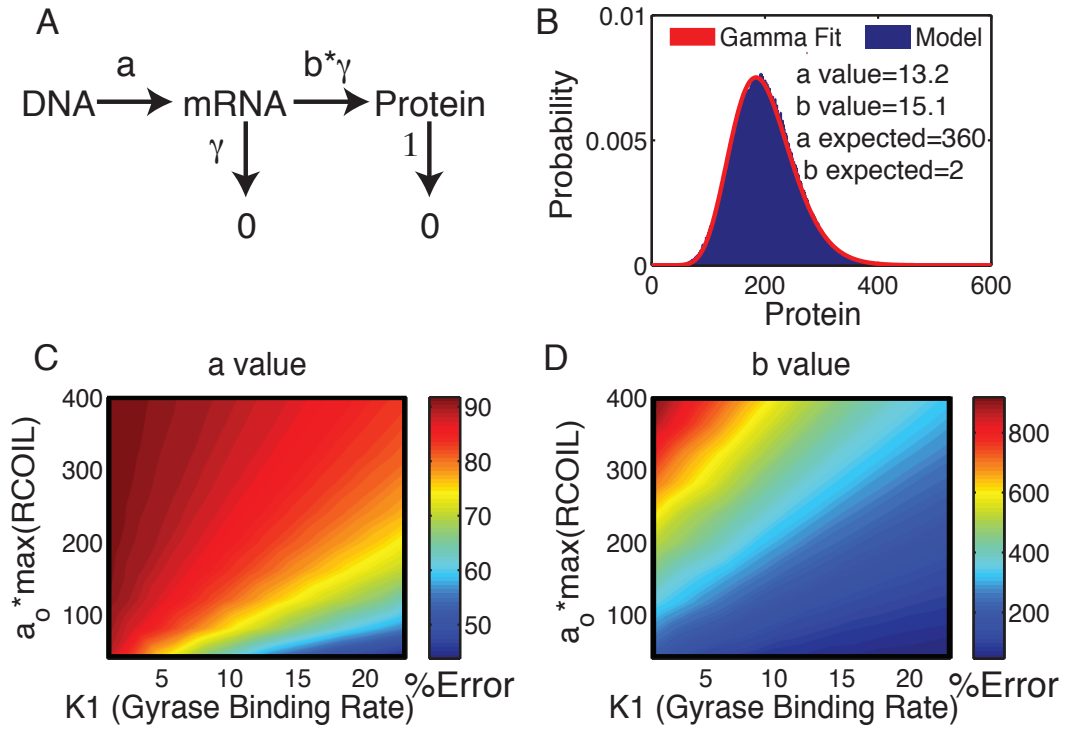 A
a
b*γ
DNA
mRNA
Protein
γ
1
0
0
B
0.01
0.005
0
Probability
Gamma Fit
Model
a value=13.2
b value=15.1
a expected=360
b expected=2
0
200
400
600
Protein
C
a value
400
300
200
100
a_o*max(RCOIL)
5
10
15
20
K1 (Gyrase Binding Rate)
90
80
70
60
50
%Error
D
b value
400
300
200
100
a_o*max(RCOIL)
5
10
15
20
K1 (Gyrase Binding Rate)
800
600
400
200
%Error